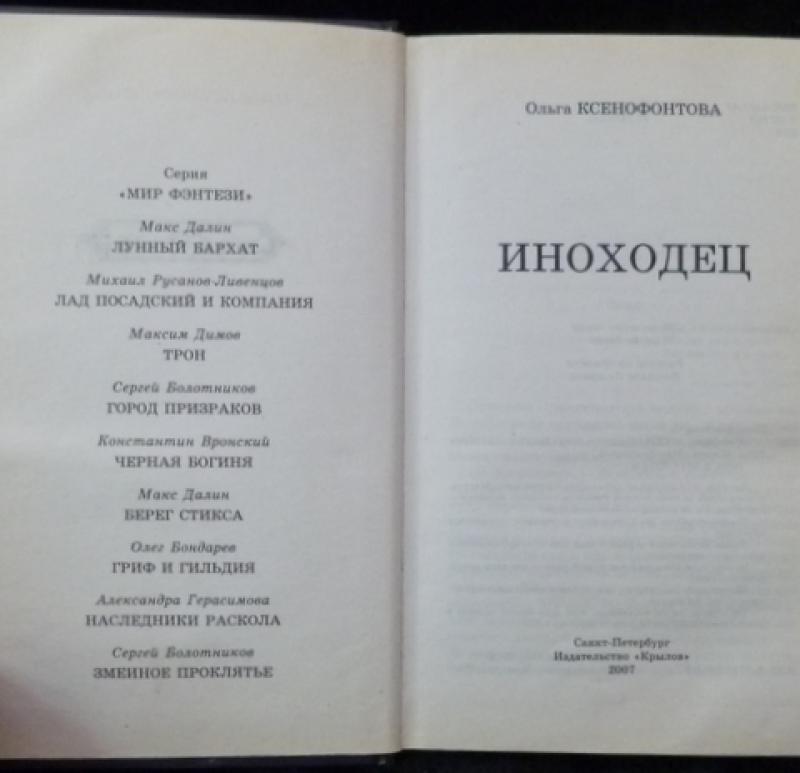 Серия
«МИР ФЭНТЕЗИ»
Макс Далин
ЛУННЫЙ БАРХАТ
Михаил Русанов-Ливенцов
ЛАД ПОСАДСКИЙ И КОМПАНИЯ
Максим Димов
ТРОН
Сергей Болотников
ГОРОД ПРИЗРАКОВ
Константин Вронский
ЧЕРНАЯ БОГИНЯ
Макс Далин
БЕРЕГ СТИКСА
Олег Бондарев
ГРИФ И ГИЛЬДИЯ
Александра Герасимова
НАСЛЕДНИКИ РАСКОЛА
Сергей Болотников
ЗМЕИНОЕ ПРОКЛЯТЬЕ
Ольга КСЕНОФОНТОВА
ИНОХОДЕЦ
Санкт-Петербург
Издательство «Крылов»
2007